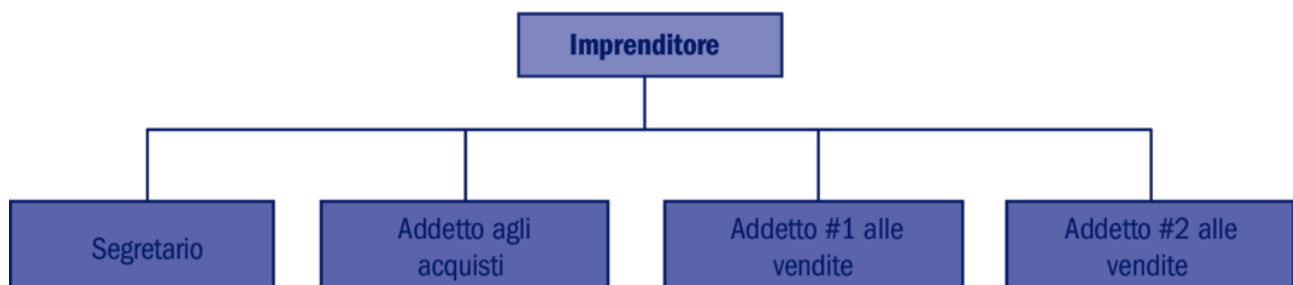 Imprenditore
Segretario
Addetto agli
acquisti
Addetto #1 alle
vendite
Addetto #2 alle
vendite